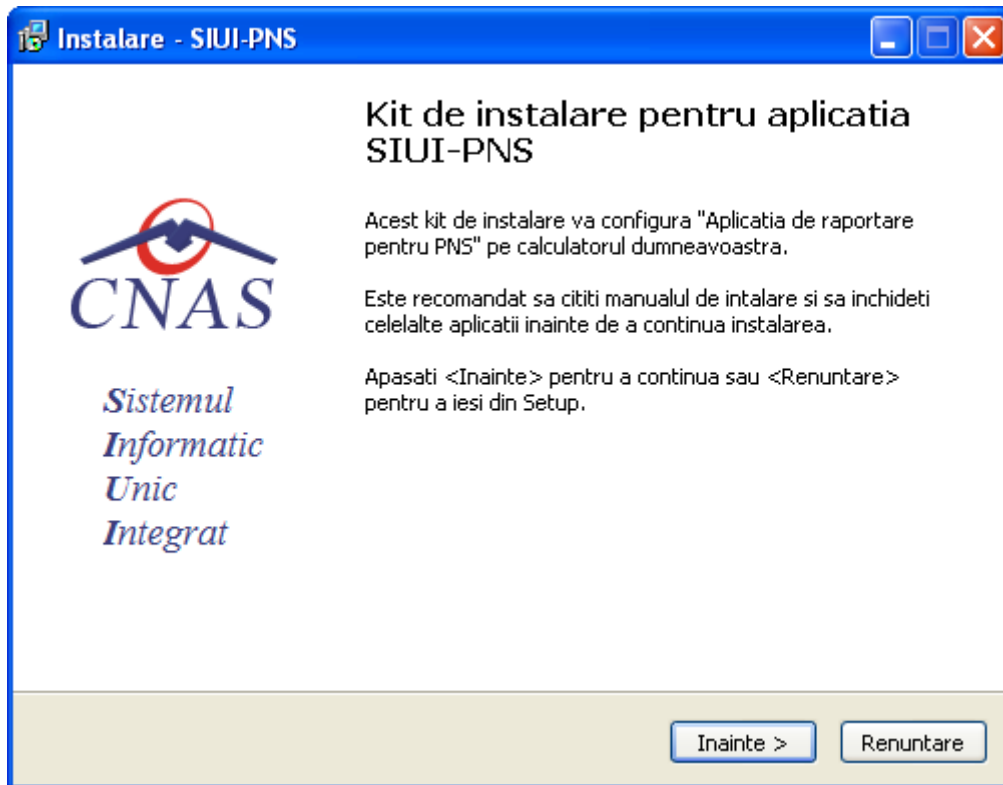 Instalare - SIUI-PNS
Kit de instalare pentru aplicatia
SIUI-PNS
Acest kit de instalare va configura "Aplicatia de raportare
pentru PNS" pe calculatorul dumneavoastra.
Este recomandat sa cititi manualul de intalare si sa inchideti
celelalte aplicatii inainte de a continua instalarea.
Apasati <Inainte> pentru a continua sau <Renuntare>
pentru a iesi din Setup.
CNAS
Sistemul
Informatic
Unic
Integrat
Inainte >
Renuntare